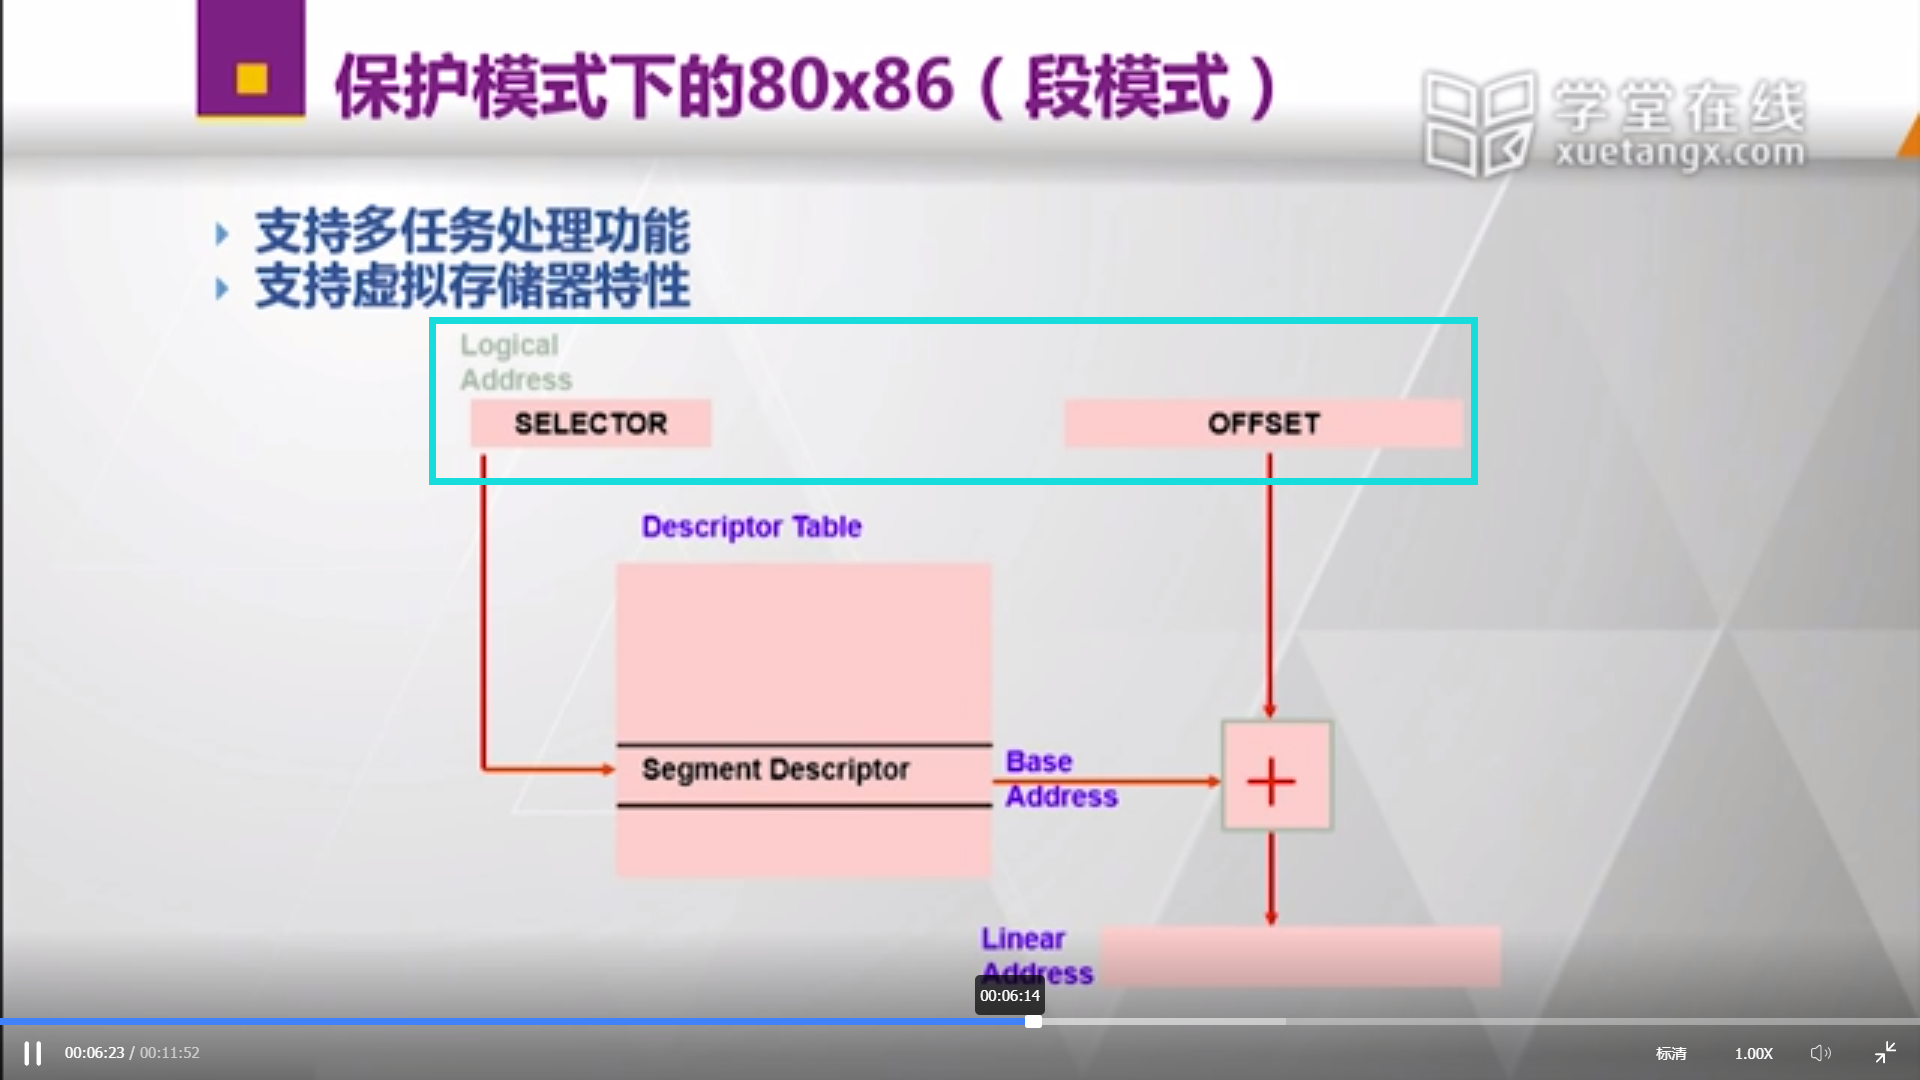 保护模式下的80x86（段模式）
学堂在线
xuetangx.com
支持多任务处理功能
支持虚拟存储器特性
Logical
Address
SELECTOR
OFFSET
Descriptor Table
Segment Descriptor
Base
Address
Linear
Address
00:06:14
00:06:23 / 00:11:52
标清
1.00X